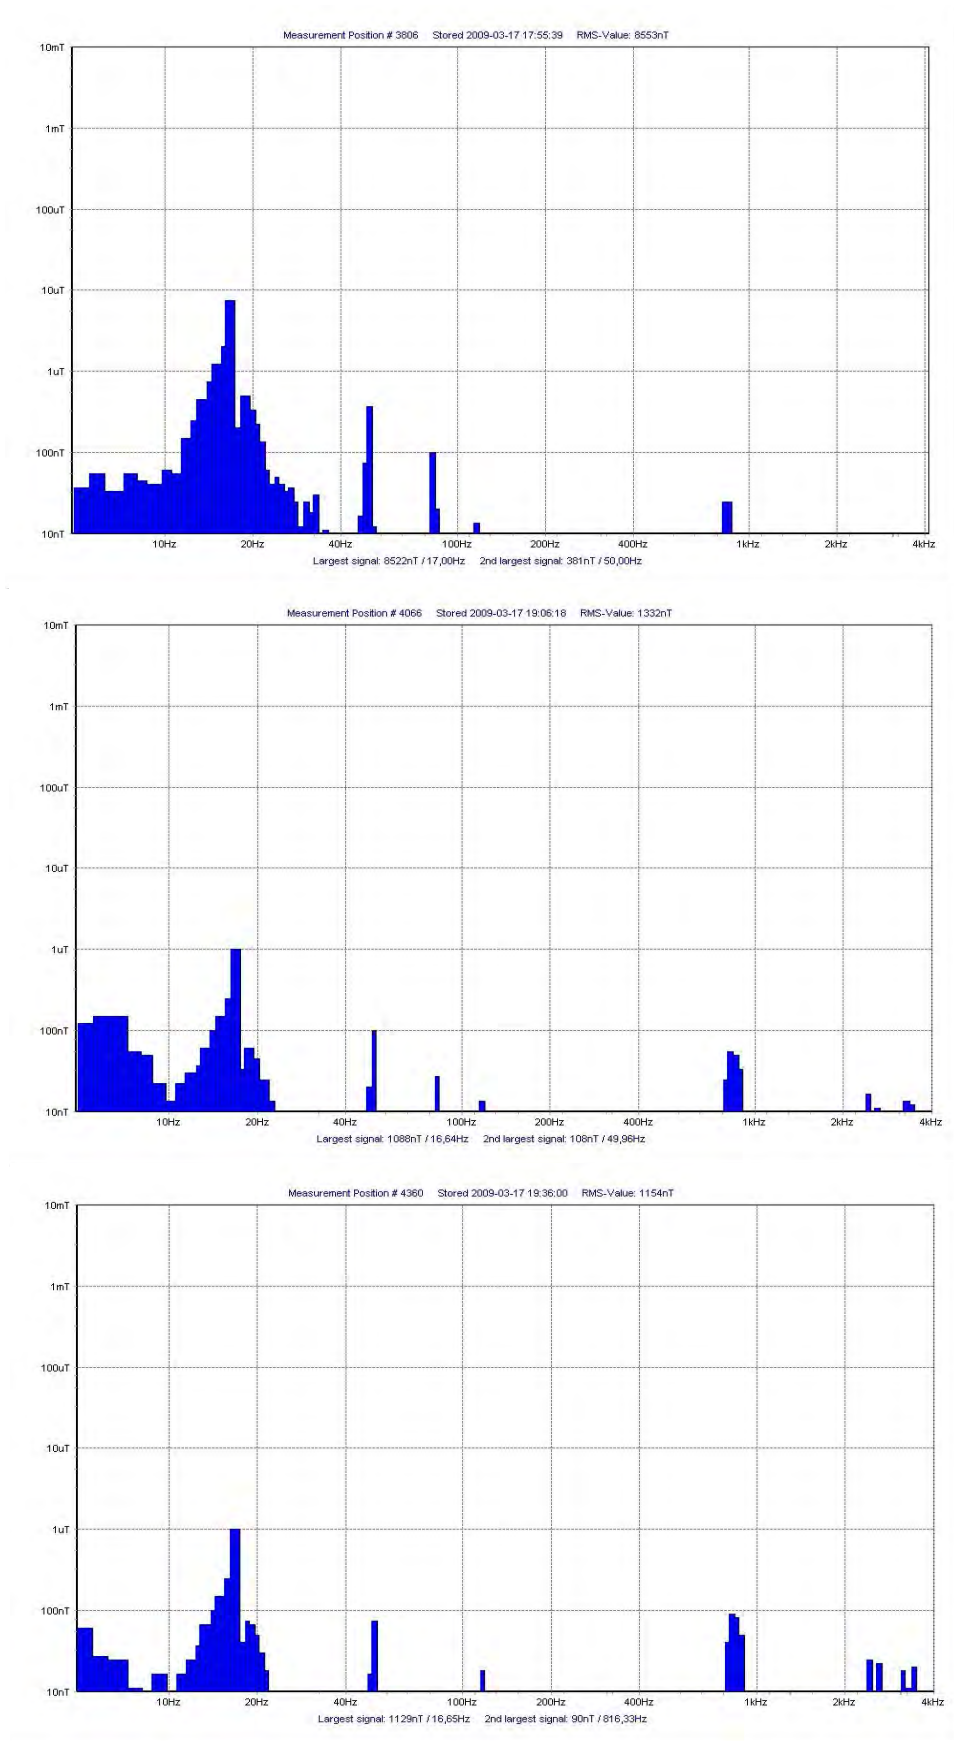 Measurement Position # 3806 Stored 2009-03-17 17:55:39 RMS-Value: 8553nT
10mT
1mT
100uT
10uT
1uT
100nT
10nT
10Hz 20Hz 40Hz 100Hz 200Hz 400Hz 1kHz 2kHz 4kHz
Largest signal: 8522nT / 17,00Hz 2nd largest signal: 381nT / 50,00Hz
Measurement Position # 4066 Stored 2009-03-17 19:06:18 RMS-Value: 1332nT
10mT
1mT
100uT
10uT
1uT
100nT
10nT
10Hz 20Hz 40Hz 100Hz 200Hz 400Hz 1kHz 2kHz 4kHz
Largest signal: 1088nT / 16,64Hz 2nd largest signal: 108nT / 49,96Hz
Measurement Position # 4360 Stored 2009-03-17 19:36:00 RMS-Value: 1154nT
10mT
1mT
100uT
10uT
1uT
100nT
10nT
10Hz 20Hz 40Hz 100Hz 200Hz 400Hz 1kHz 2kHz 4kHz
Largest signal: 1129nT / 16,65Hz 2nd largest signal: 90nT / 816,33Hz